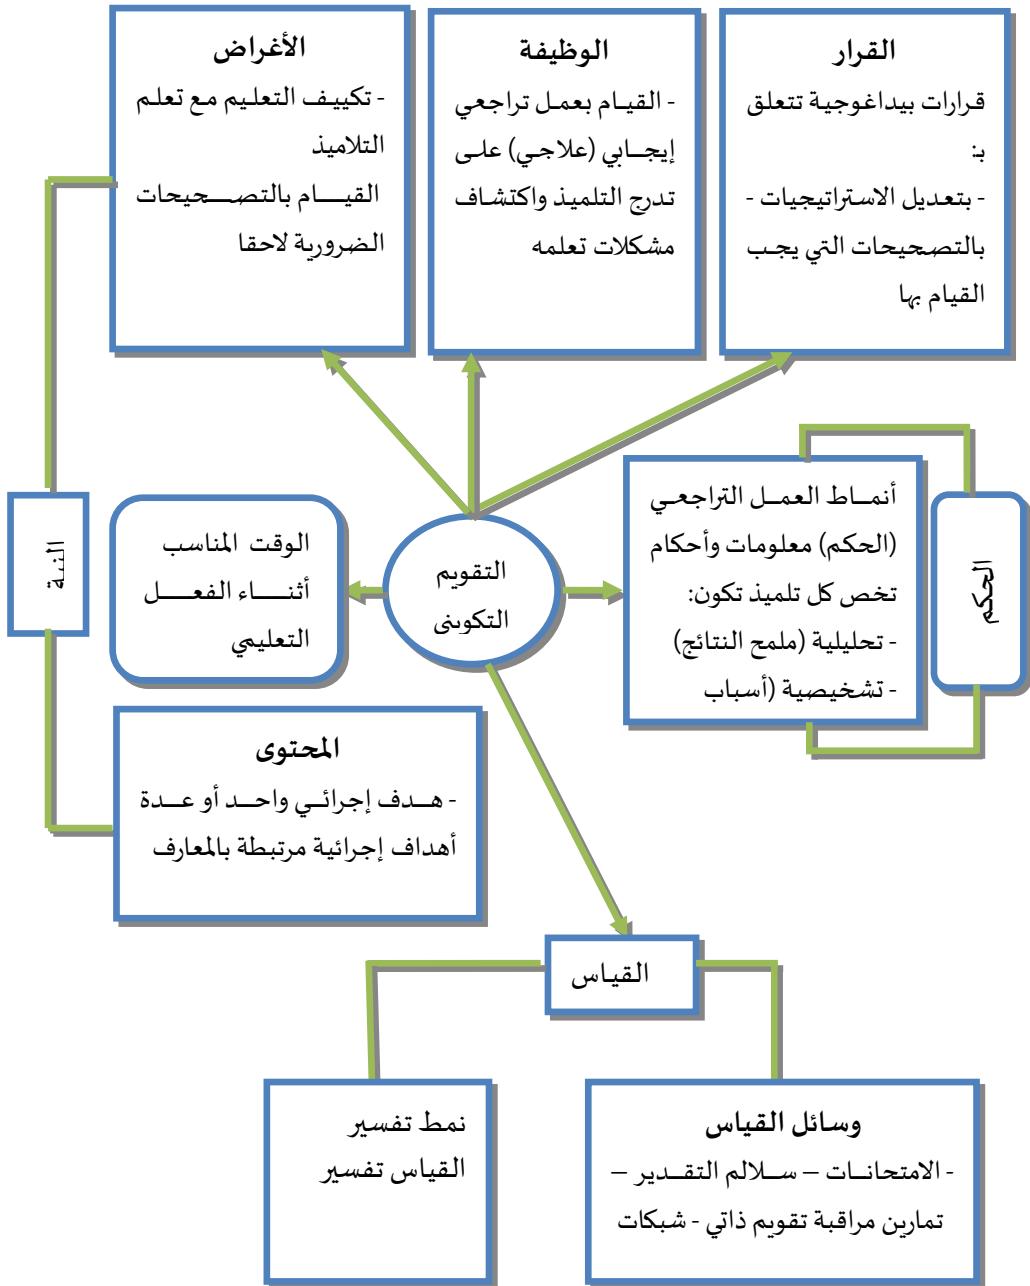 القرار
قرارات بيداغوجية تتعلق
بـ:
- بتعديل الاستراتيجيات -
بالتصحيحات التي يجب
القيام بها
الوظيفة
- القيام بعمل تراجعي
إيجابي (علاجي) على
تدرج التلميذ واكتشاف
مشكلات تعلمه
الأغراض
- تكييف التعليم مع تعلم
التلاميذ
القيام بالتصحيحات
الضرورية لاحقا
الحكم
أنماط العمل التراجعي
(الحكم) معلومات وأحكام
تخص كل تلميذ تكون:
- تحليلية (ملمح النتائج)
- تشخيصية (أسباب
التقويم
التكويني
الوقت المناسب
أثناء الفعل
التعليمي
النية
المحتوى
- هدف إجرائي واحد أو عدة
أهداف إجرائية مرتبطة بالمعارف
القياس
وسائل القياس
- الامتحانات – سلالم التقدير –
تمارين مراقبة تقويم ذاتي - شبكات
نمط تفسير
القياس تفسير